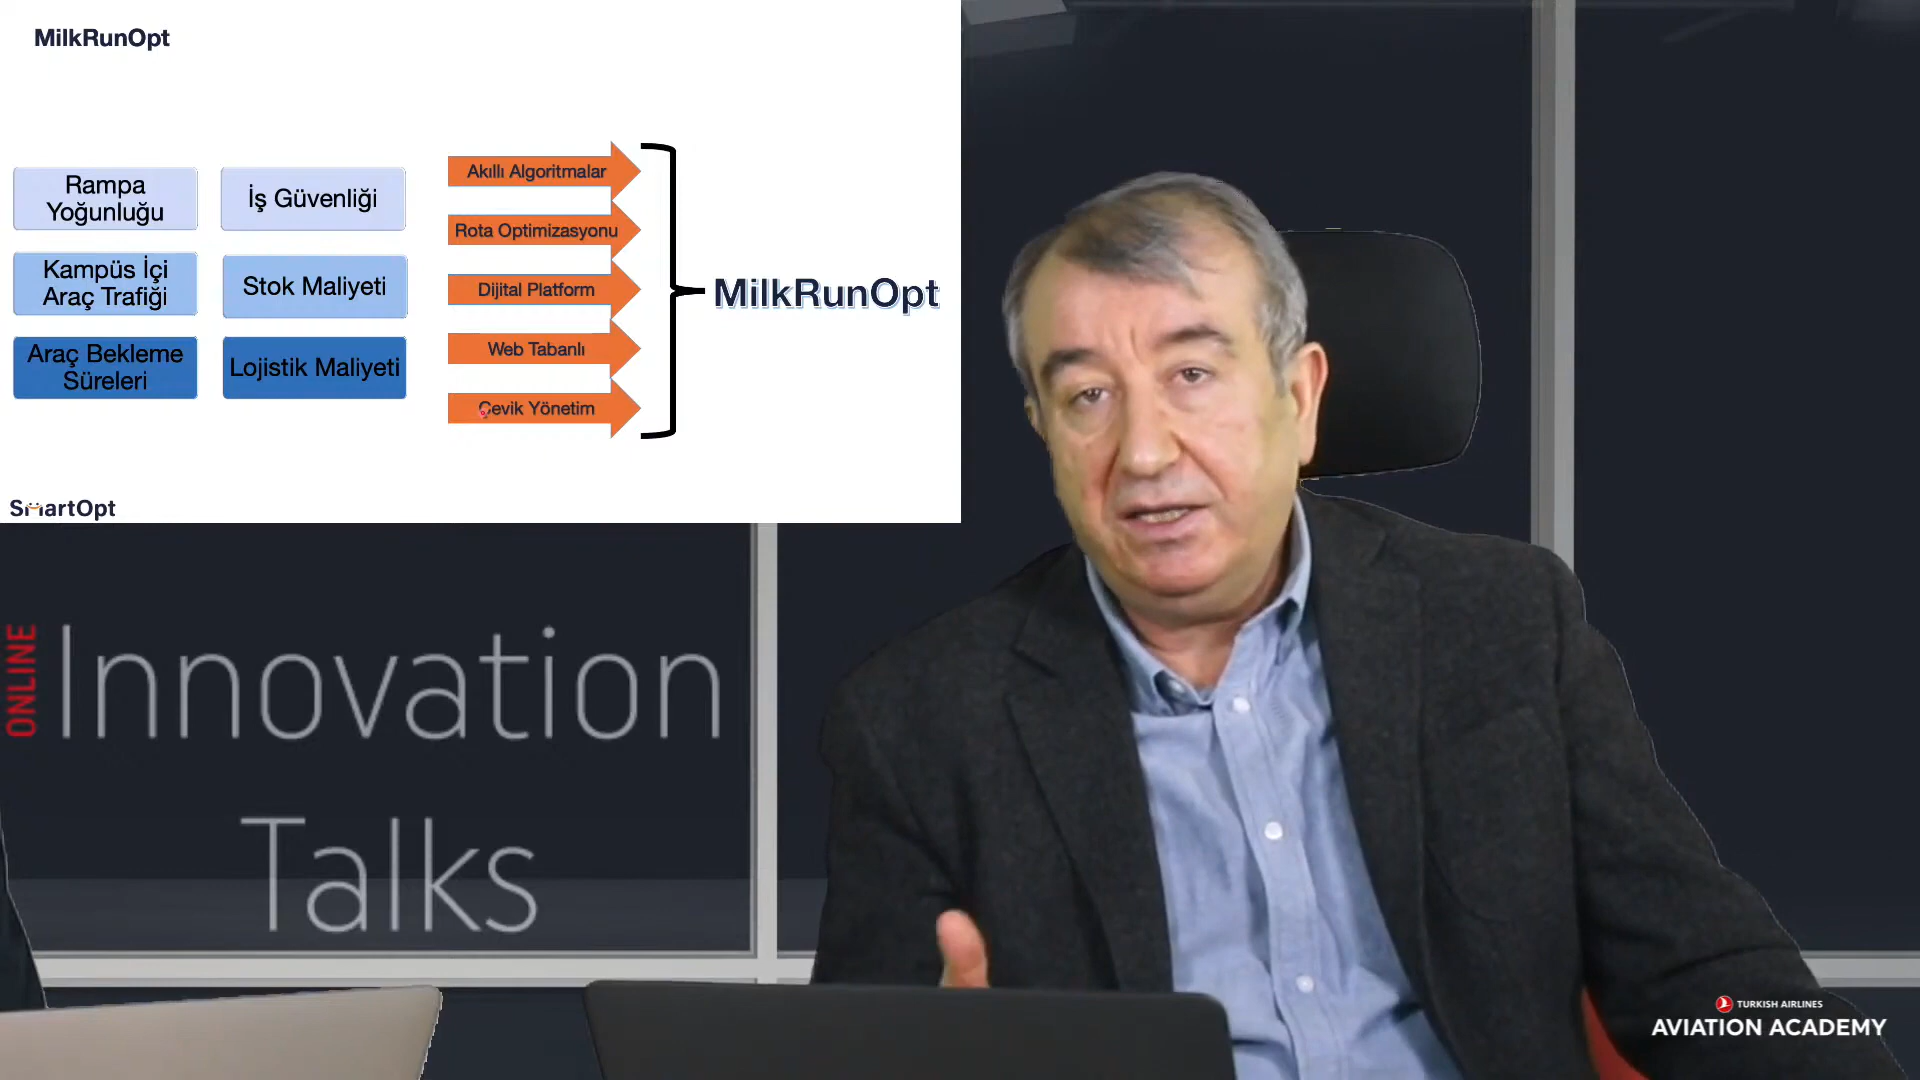 MilkRunOpt
Rampa
Yoğunluğu
İş Güvenliği
Kampüs İçi
Araç Trafiği
Stok Maliyeti
Araç Bekleme
Süreleri
Lojistik Maliyeti
Akıllı Algoritmalar
Rota Optimizasyonu
Dijital Platform
Web Tabanlı
Çevik Yönetim
MilkRunOpt
SmartOpt
ONLINE
Innovation
Talks
TURKISH AIRLINES
AVIATION ACADEMY